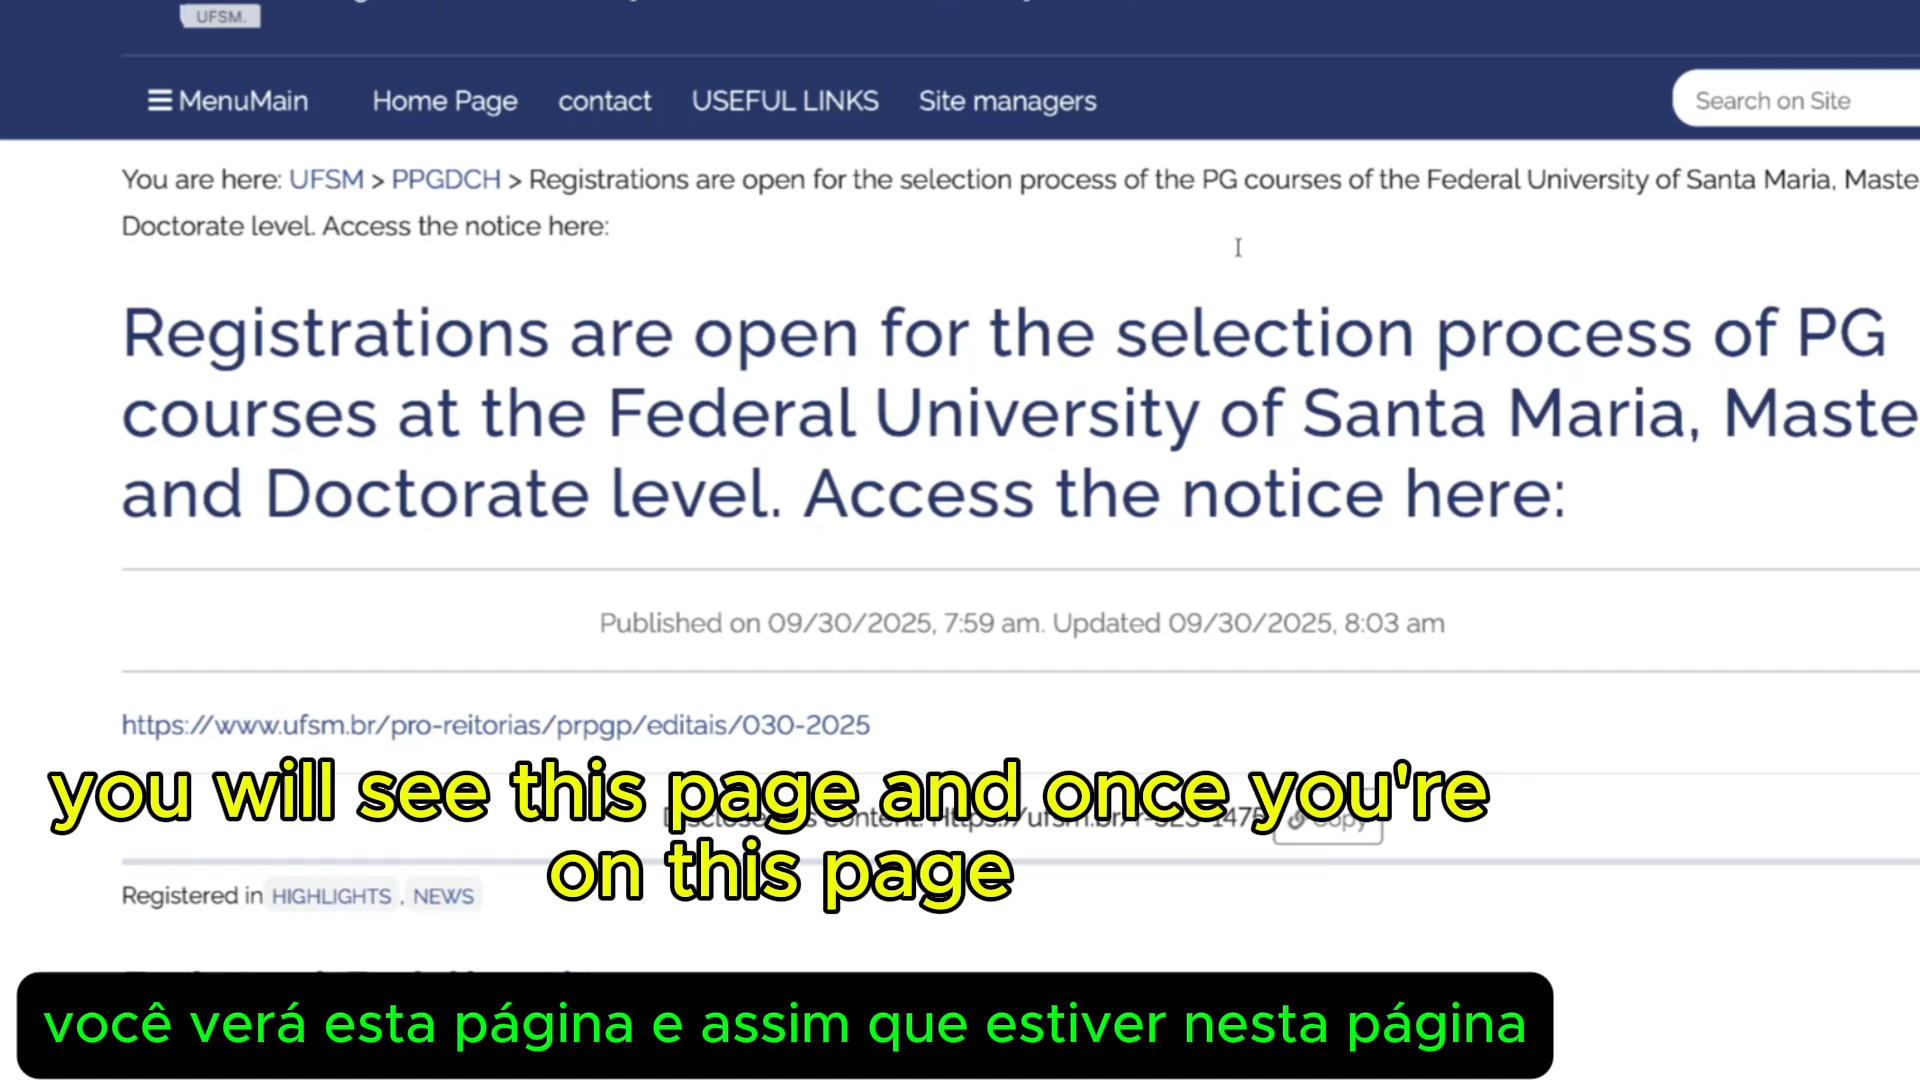 UFSM.
MenuMain Home Page contact USEFUL LINKS Site managers Search on Site
You are here: UFSM > PPGDCH > Registrations are open for the selection process of the PG courses of the Federal University of Santa Maria, Maste
Doctorate level. Access the notice here:
Registrations are open for the selection process of PG
courses at the Federal University of Santa Maria, Maste
and Doctorate level. Access the notice here:
Published on 09/30/2025, 7:59 am. Updated 09/30/2025, 8:03 am
https://www.ufsm.br/pro-reitorias/prpgp/editais/030-2025
you will see this page and once you're
on this page
Copy
Registered in HIGHLIGHTS , NEWS
você verá esta página e assim que estiver nesta página